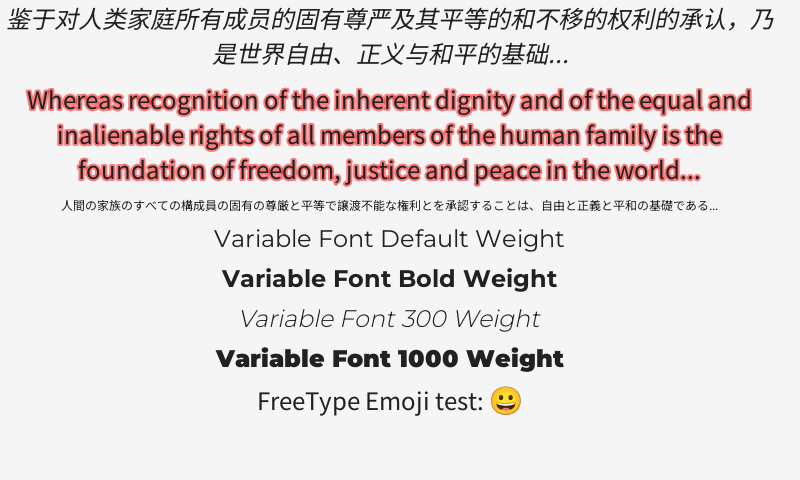 鉴于对人类家庭所有成员的固有尊严及其平等的和不移的权利的承认，乃
是世界自由、正义与和平的基础...
Whereas recognition of the inherent dignity and of the equal and
inalienable rights of all members of the human family is the
foundation of freedom, justice and peace in the world...
人間の家族のすべての構成員の固有の尊厳と平等で譲渡不能な権利とを承認することは、自由と正義と平和の基礎である...
Variable Font Default Weight
Variable Font Bold Weight
Variable Font 300 Weight
Variable Font 1000 Weight
FreeType Emoji test: 😀